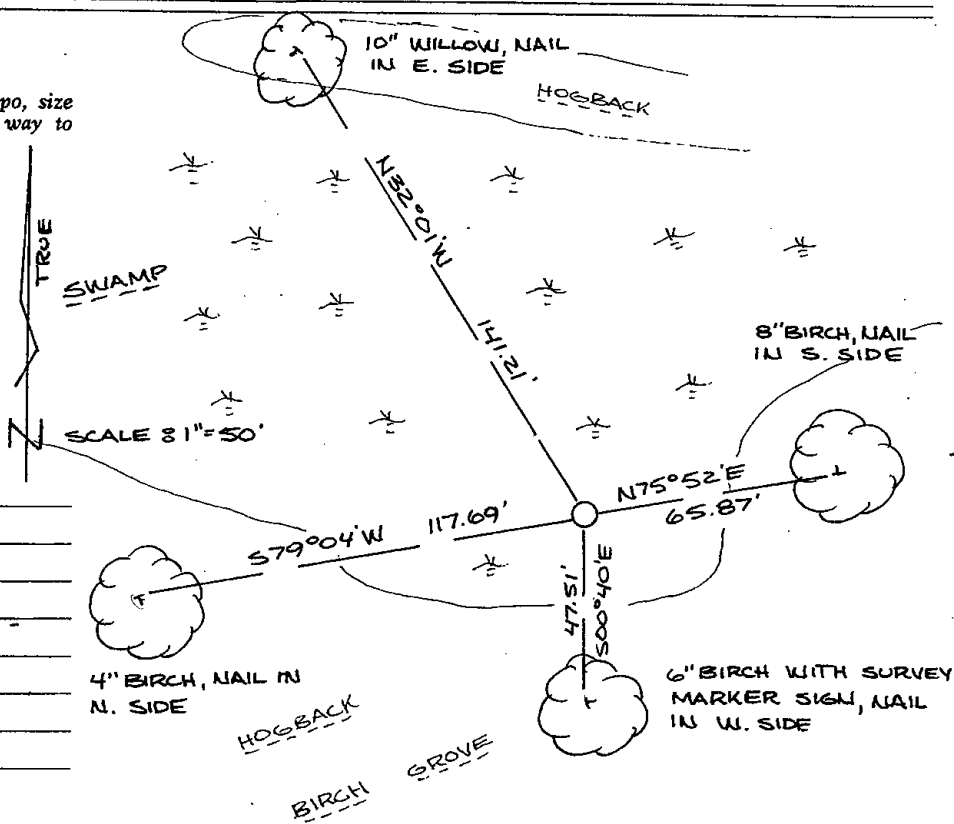 10" WILLOW, NAIL
IN E. SIDE
HOGBACK
po, size
way to
TRUE
SWAMP
N32°01'W
141.21'
8" BIRCH, NAIL
IN S. SIDE
N
SCALE 8 1"=50'
N75°52'E
65.87'
S79°04'W 117.69'
47.51'
S00°40'E
4" BIRCH, NAIL IN
N. SIDE
6" BIRCH WITH SURVEY
MARKER SIGN, NAIL
IN W. SIDE
HOGBACK
BIRCH GROVE